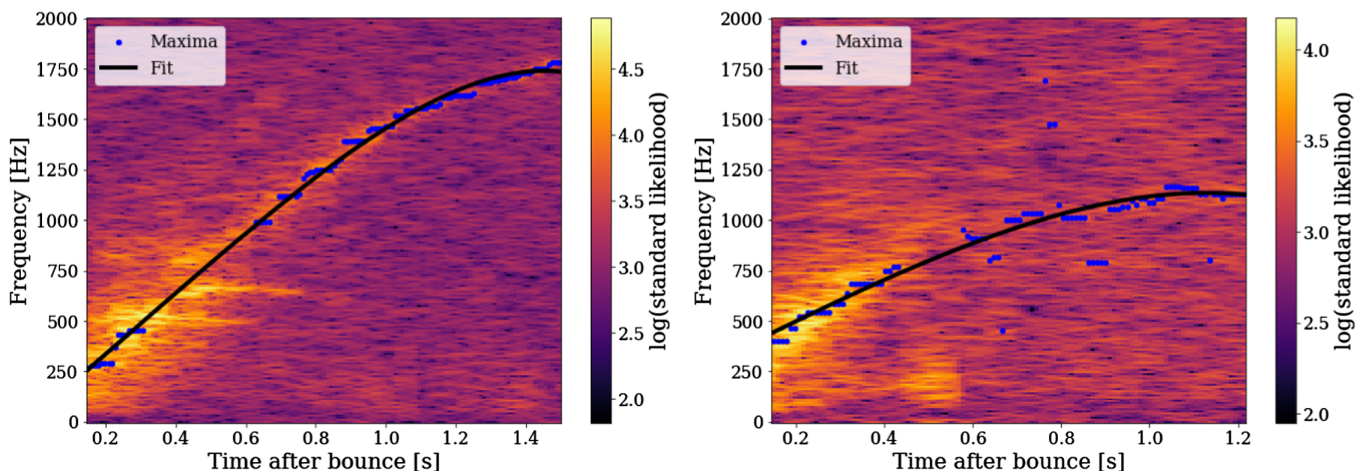 2000
1750
1500
1250
1000
750
500
250
0
Frequency [Hz]
Maxima
Fit
0.2 0.4 0.6 0.8 1.0 1.2 1.4
Time after bounce [s]
4.5
4.0
3.5
3.0
2.5
2.0
log(standard likelihood)
2000
1750
1500
1250
1000
750
500
250
0
Frequency [Hz]
Maxima
Fit
0.2 0.4 0.6 0.8 1.0 1.2
Time after bounce [s]
4.0
3.5
3.0
2.5
2.0
log(standard likelihood)